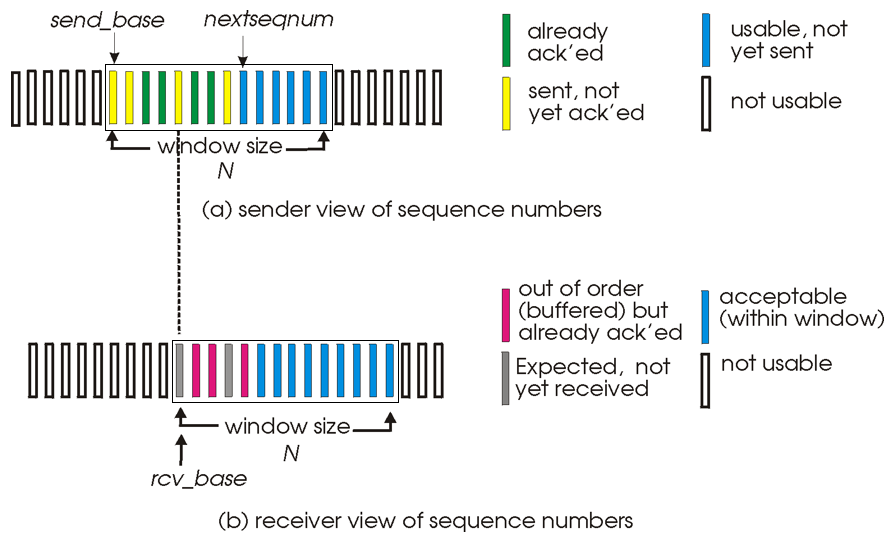 send_base
nextseqnum
already
ack'ed
usable, not
yet sent
sent, not
yet ack'ed
not usable
window size
N
(a) sender view of sequence numbers
out of order
(buffered) but
already ack'ed
acceptable
(within window)
Expected, not
yet received
not usable
window size
N
rcv_base
(b) receiver view of sequence numbers